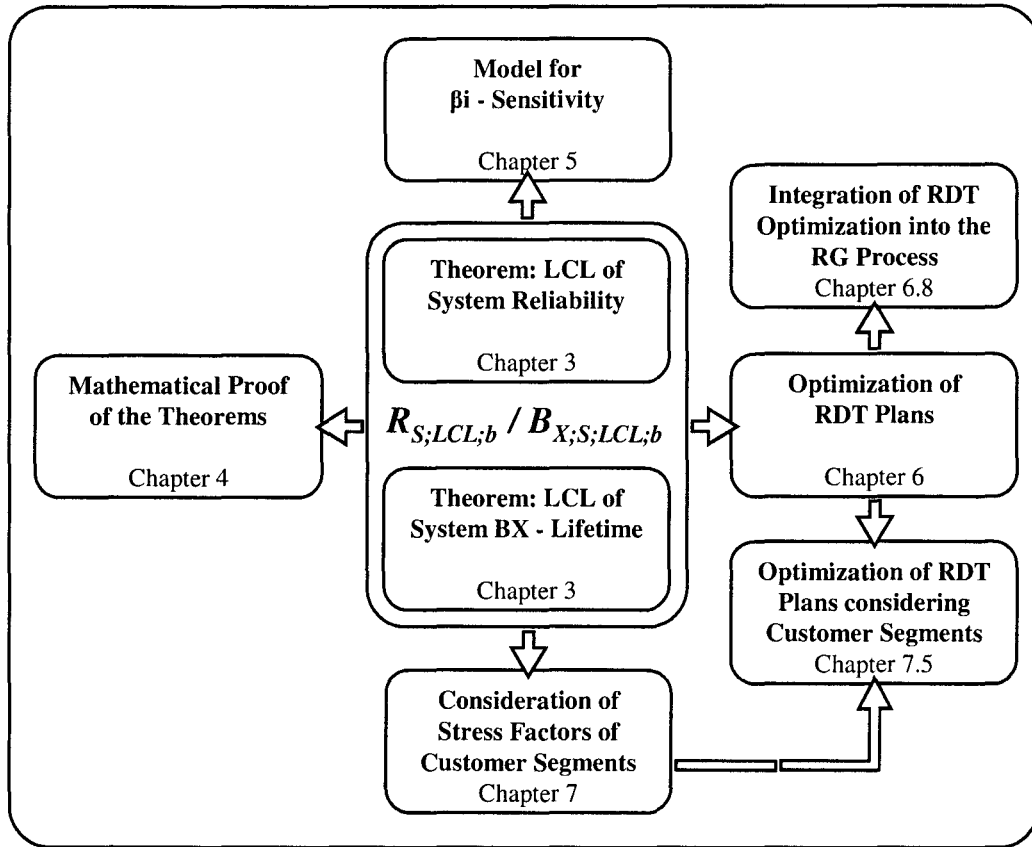 Model for
βi - Sensitivity
Chapter 5
Integration of RDT
Optimization into the
RG Process
Chapter 6.8
Theorem: LCL of
System Reliability
Chapter 3
Mathematical Proof
of the Theorems
Chapter 4
R_{S;LCL;b} / B_{X;S;LCL;b}
Optimization of
RDT Plans
Chapter 6
Theorem: LCL of
System BX - Lifetime
Chapter 3
Optimization of RDT
Plans considering
Customer Segments
Chapter 7.5
Consideration of
Stress Factors of
Customer Segments
Chapter 7